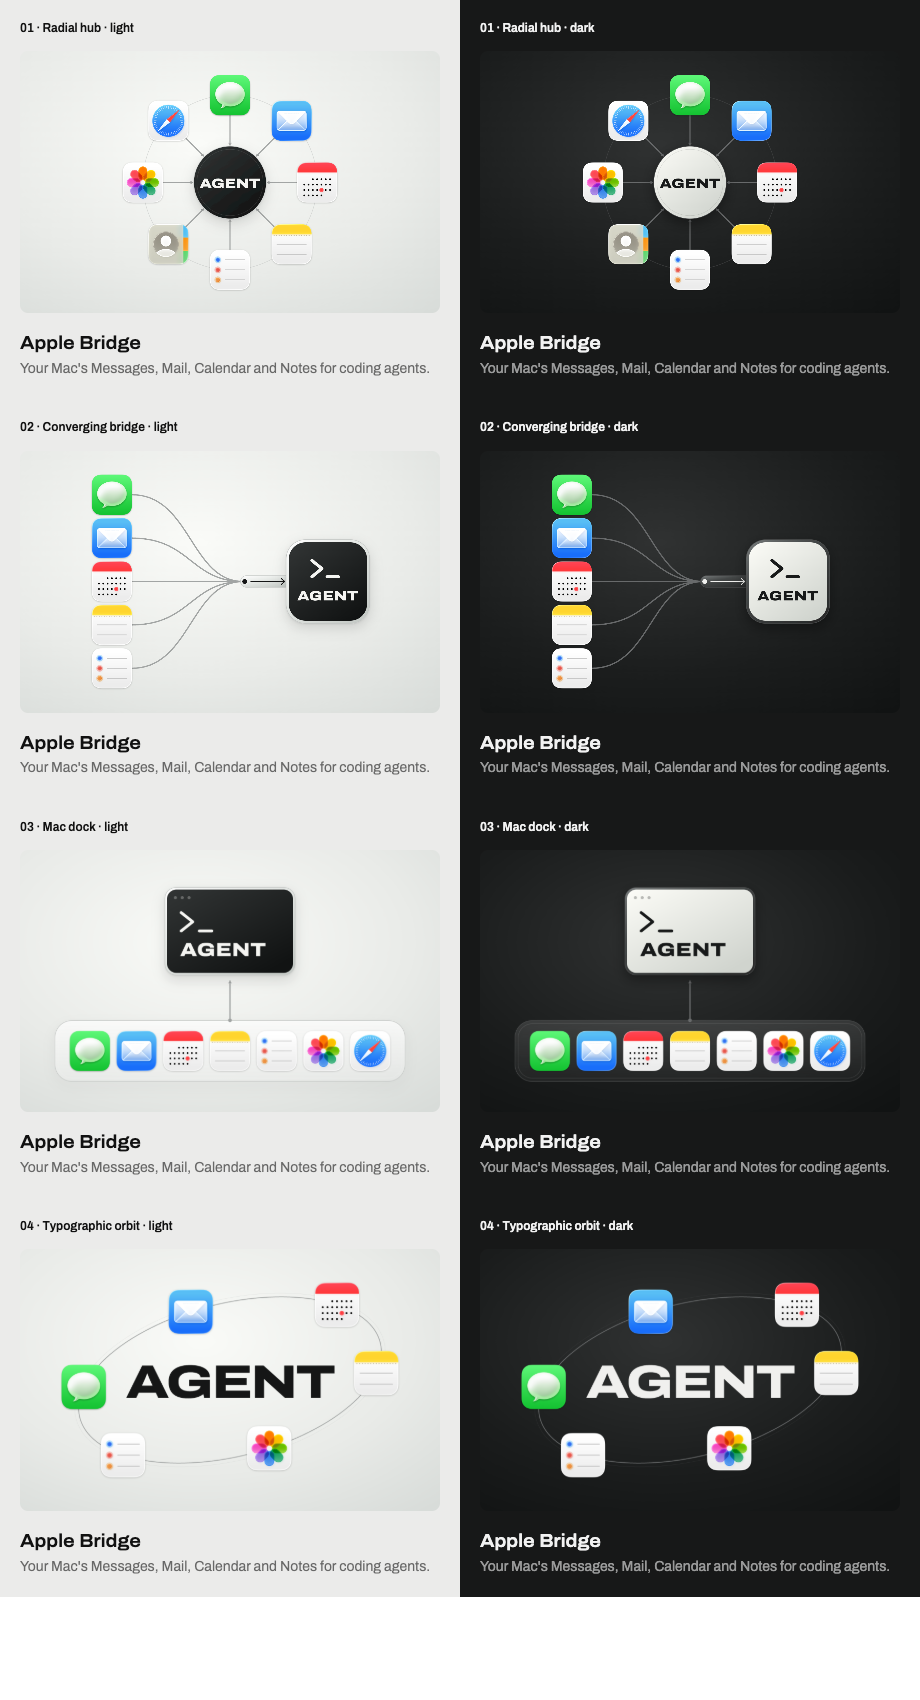 01 · Radial hub · light
AGENT
Apple Bridge
Your Mac's Messages, Mail, Calendar and Notes for coding agents.
01 · Radial hub · dark
AGENT
Apple Bridge
Your Mac's Messages, Mail, Calendar and Notes for coding agents.
02 · Converging bridge · light
>_
AGENT
Apple Bridge
Your Mac's Messages, Mail, Calendar and Notes for coding agents.
02 · Converging bridge · dark
>_
AGENT
Apple Bridge
Your Mac's Messages, Mail, Calendar and Notes for coding agents.
03 · Mac dock · light
>_
AGENT
Apple Bridge
Your Mac's Messages, Mail, Calendar and Notes for coding agents.
03 · Mac dock · dark
>_
AGENT
Apple Bridge
Your Mac's Messages, Mail, Calendar and Notes for coding agents.
04 · Typographic orbit · light
AGENT
Apple Bridge
Your Mac's Messages, Mail, Calendar and Notes for coding agents.
04 · Typographic orbit · dark
AGENT
Apple Bridge
Your Mac's Messages, Mail, Calendar and Notes for coding agents.